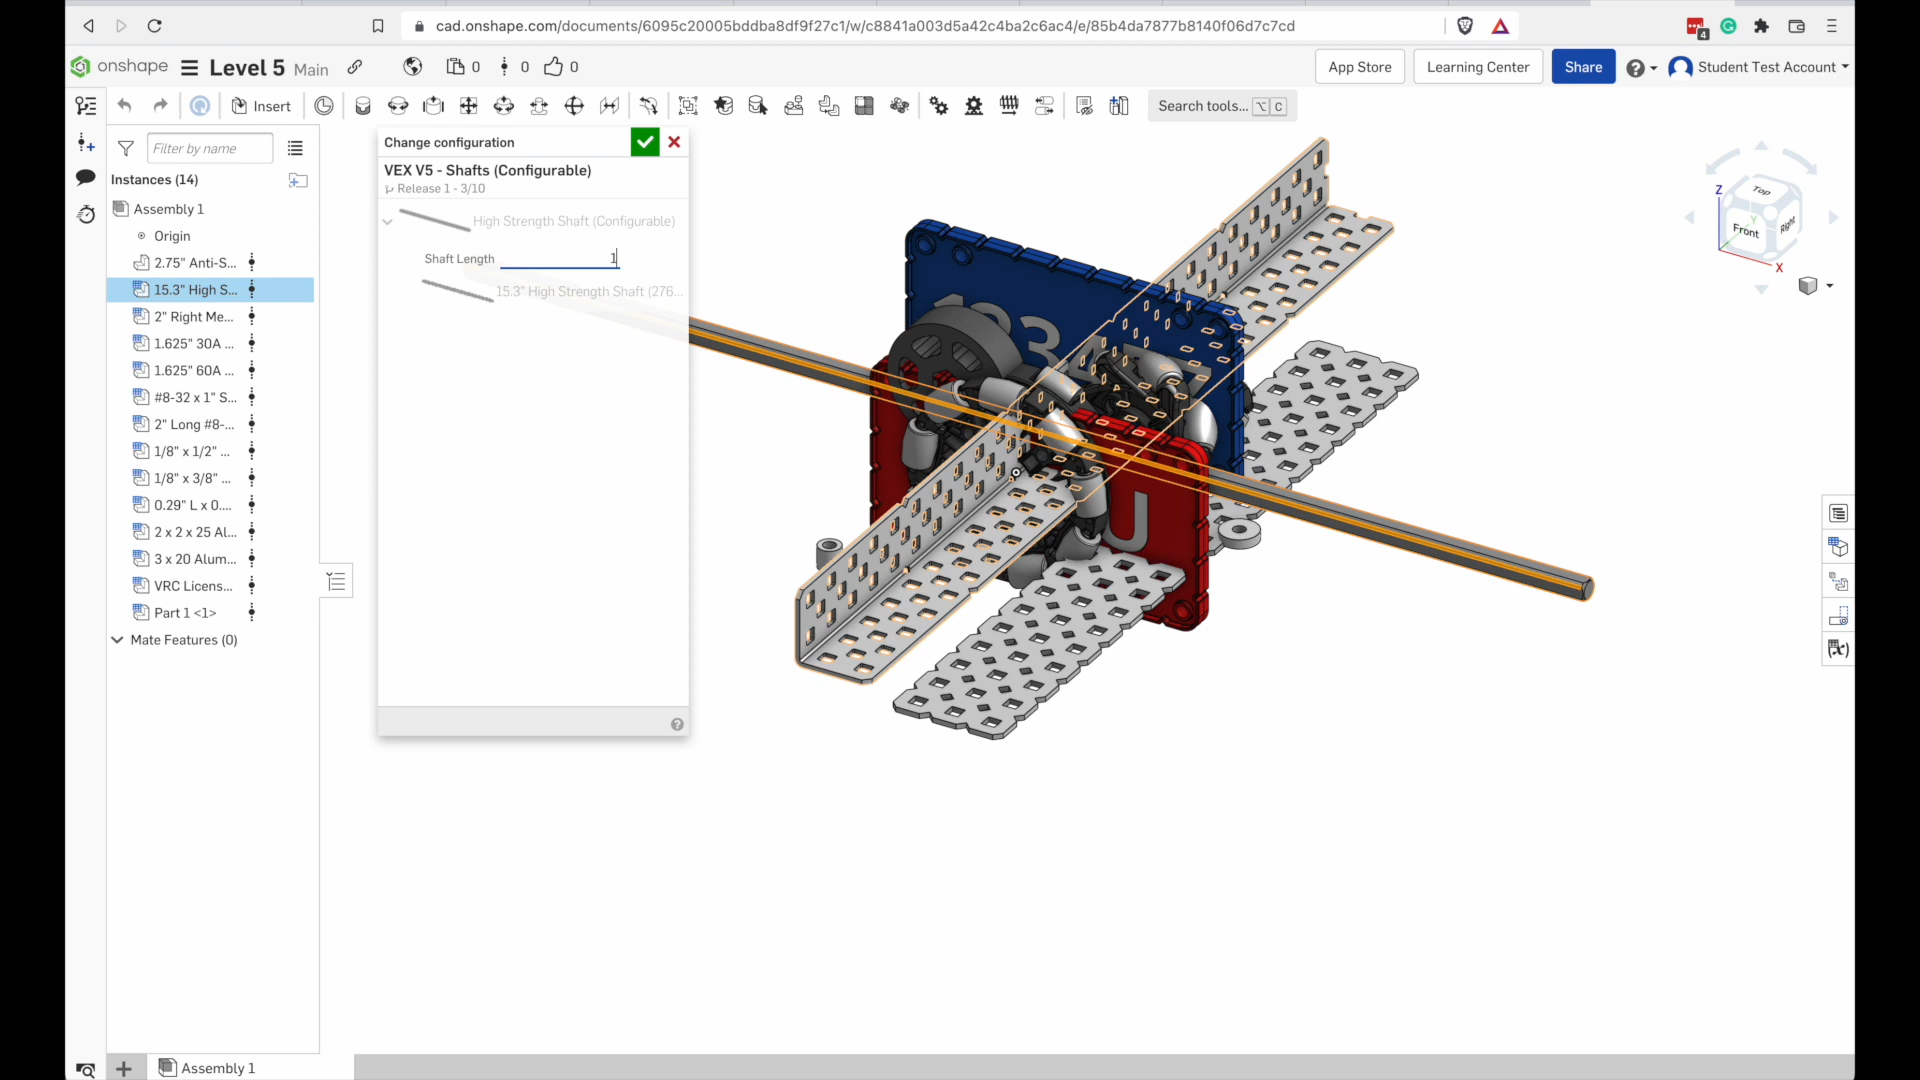 cad.onshape.com/documents/6095c20005bddba8df9f27c1/w/c8841a003d5a42c4ba2c6ac4/e/85b4da7877b8140f06d7c7cd
4
onshape Level 5 Main 0 0 0
App Store Learning Center Share Student Test Account
Insert
Search tools... ⌥ C
Filter by name
Instances (14)
Assembly 1
Origin
2.75" Anti-S...
15.3" High S...
2" Right Me...
1.625" 30A ...
1.625" 60A ...
#8-32 x 1" S...
2" Long #8-...
1/8" x 1/2" ...
1/8" x 3/8" ...
0.29" L x 0....
2 x 2 x 25 Al...
3 x 20 Alum...
VRC Licens...
Part 1 <1>
Mate Features (0)
Change configuration
VEX V5 - Shafts (Configurable)
Release 1 - 3/10
High Strength Shaft (Configurable)
Shaft Length 1
15.3" High Strength Shaft (276...
Z
Top
Y
Front
Right
X
Assembly 1